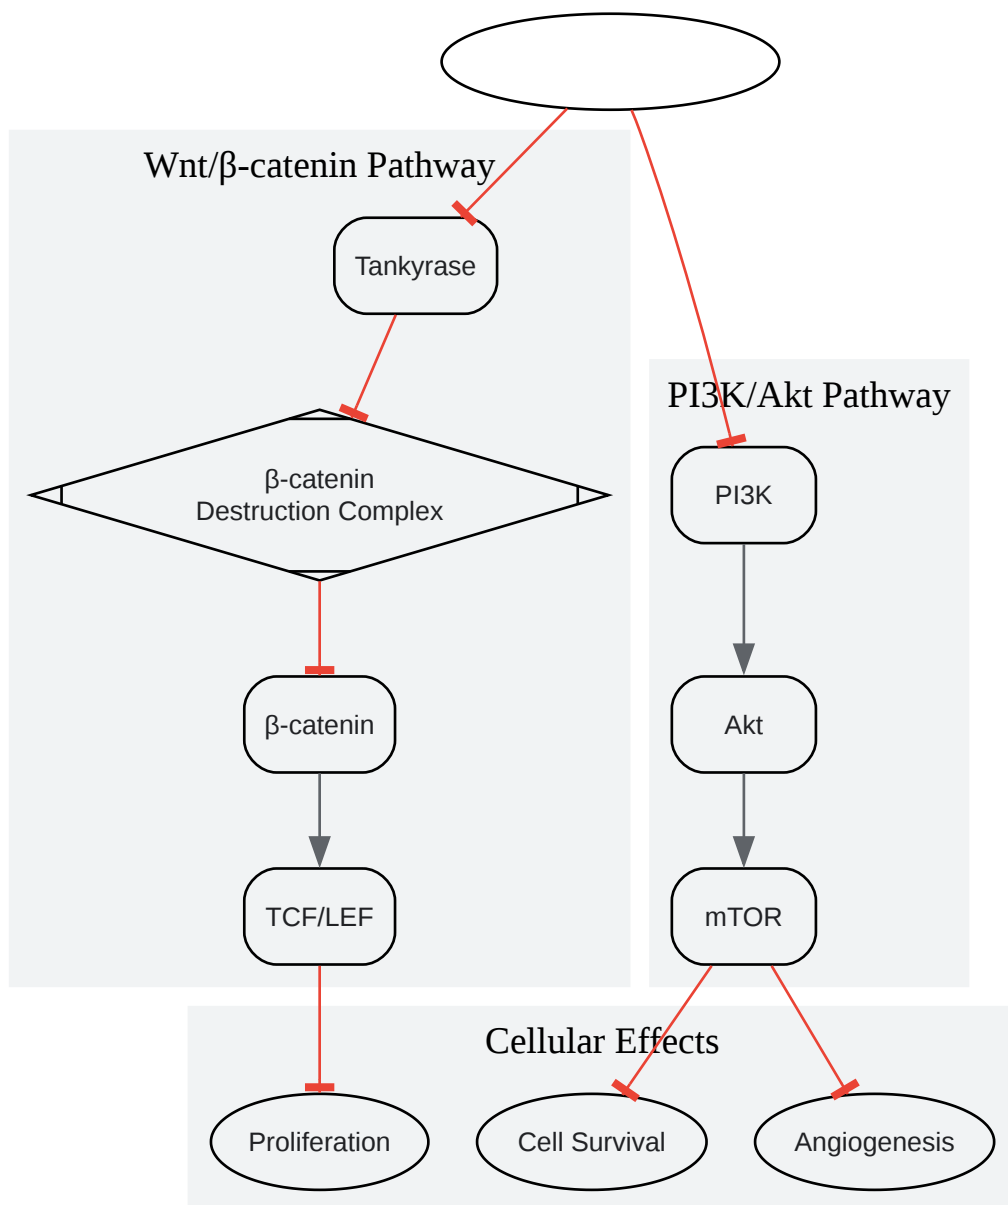 Wnt/β-catenin Pathway
Tankyrase
PI3K/Akt Pathway
β-catenin
Destruction Complex
PI3K
β-catenin
Akt
TCF/LEF
mTOR
Cellular Effects
Proliferation
Cell Survival
Angiogenesis